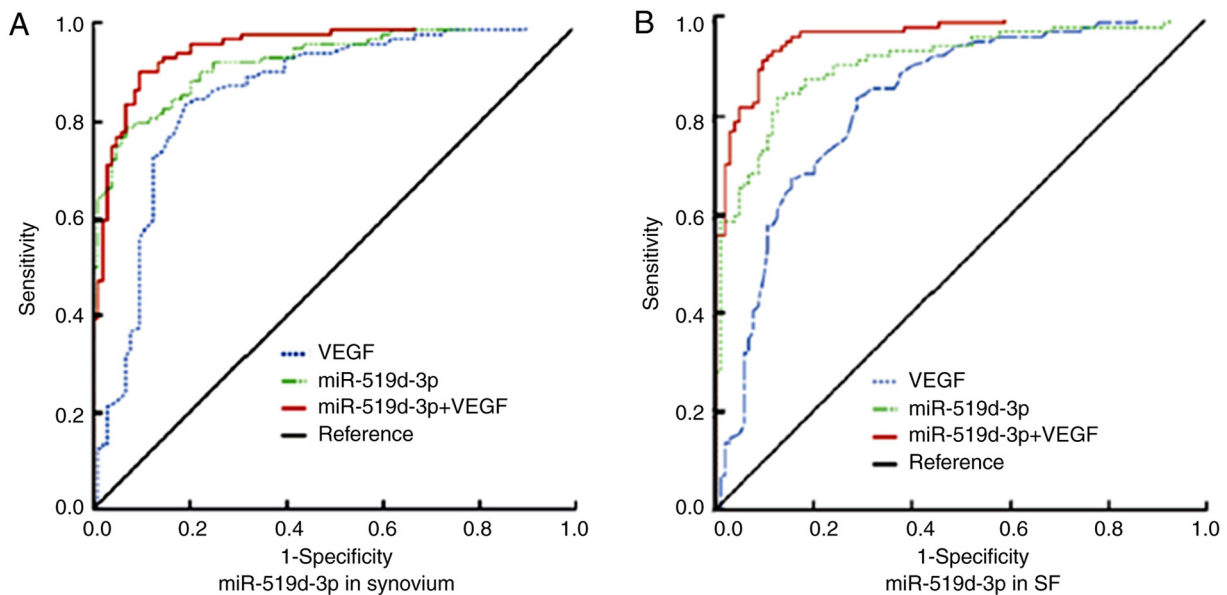 A
Sensitivity
1.0
0.8
0.6
0.4
0.2
0.0
VEGF
miR-519d-3p
miR-519d-3p+VEGF
Reference
0.0 0.2 0.4 0.6 0.8 1.0
1-Specificity
miR-519d-3p in synovium
B
Sensitivity
1.0
0.8
0.6
0.4
0.2
0.0
VEGF
miR-519d-3p
miR-519d-3p+VEGF
Reference
0.0 0.2 0.4 0.6 0.8 1.0
1-Specificity
miR-519d-3p in SF